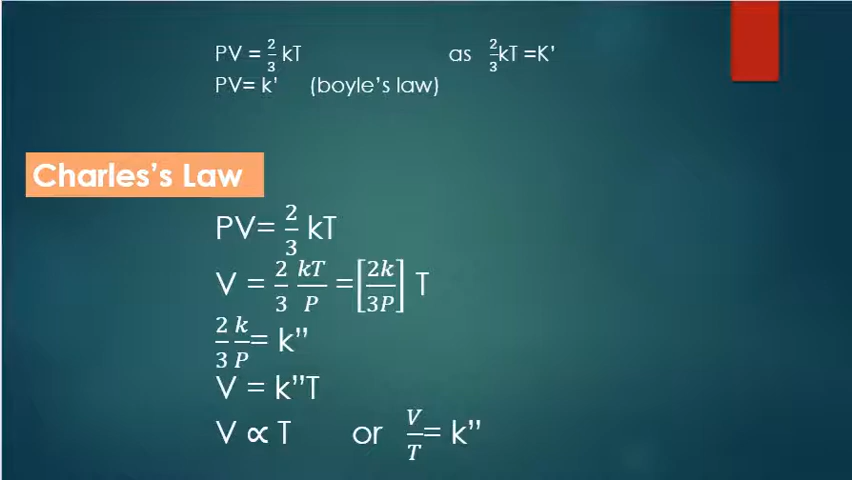 PV = 2/3 kT as 2/3kT =K’
PV= k’ (boyle’s law)
Charles’s Law
PV= 2/3 kT
V = 2/3 kT/P =[2k/3P] T
2/3 k/P= k”
V = k”T
V ∝ T or V/T= k”